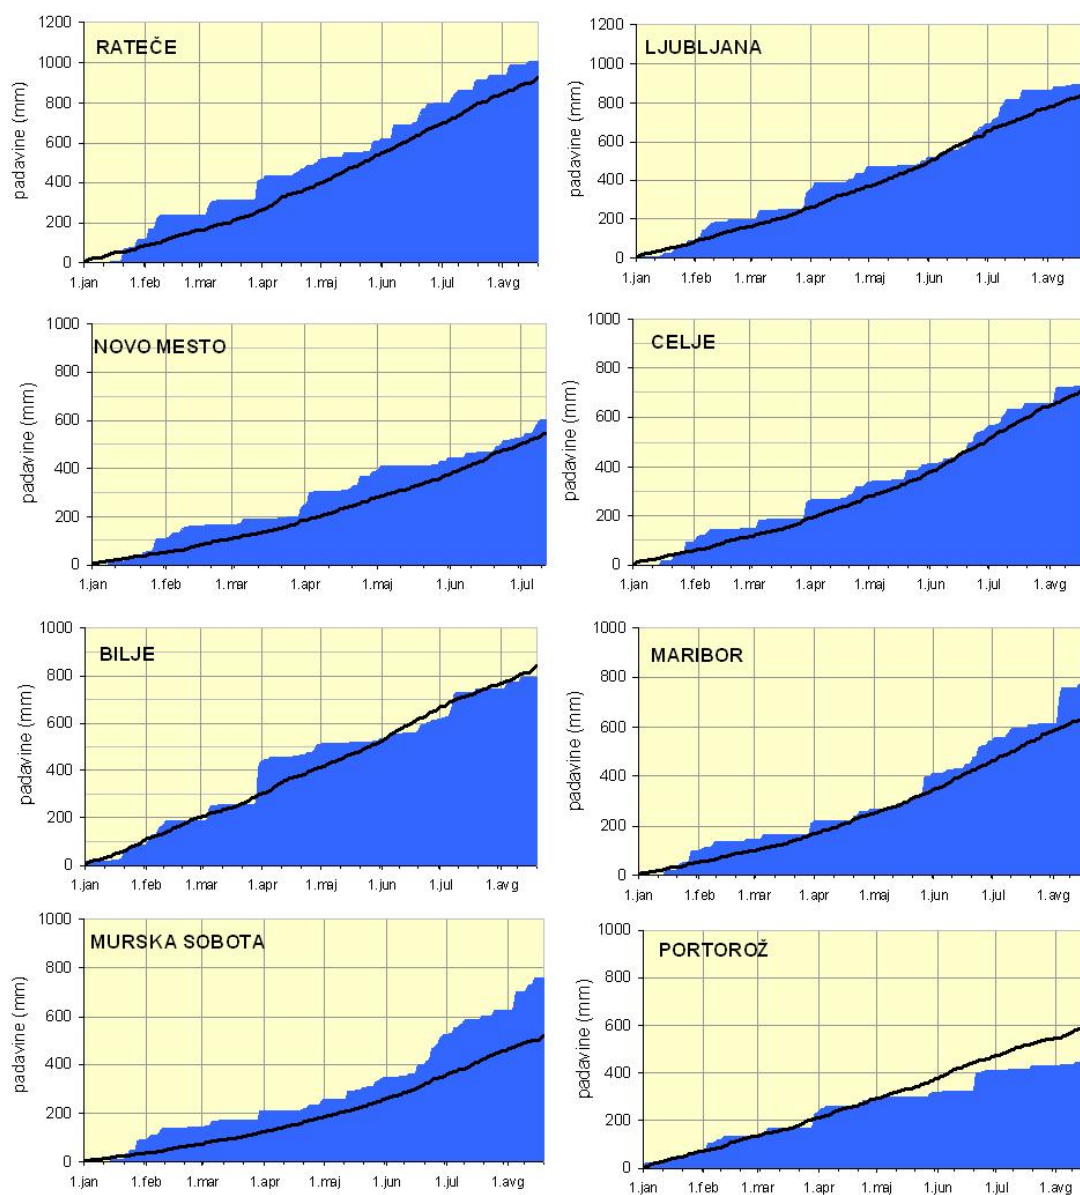 RATEČE
padavine (mm)
1200
1000
800
600
400
200
0
1.jan 1.feb 1.mar 1.apr 1.maj 1.jun 1.jul 1.avg
LJUBLJANA
padavine (mm)
1200
1000
800
600
400
200
0
1.jan 1.feb 1.mar 1.apr 1.maj 1.jun 1.jul 1.avg
NOVO MESTO
padavine (mm)
1000
800
600
400
200
0
1.jan 1.feb 1.mar 1.apr 1.maj 1.jun 1.jul
CELJE
padavine (mm)
1000
800
600
400
200
0
1.jan 1.feb 1.mar 1.apr 1.maj 1.jun 1.jul 1.avg
BILJE
padavine (mm)
1000
800
600
400
200
0
1.jan 1.feb 1.mar 1.apr 1.maj 1.jun 1.jul 1.avg
MARIBOR
padavine (mm)
1000
800
600
400
200
0
1.jan 1.feb 1.mar 1.apr 1.maj 1.jun 1.jul 1.avg
MURSKA SOBOTA
padavine (mm)
1000
800
600
400
200
0
1.jan 1.feb 1.mar 1.apr 1.maj 1.jun 1.jul 1.avg
PORTOROŽ
padavine (mm)
1000
800
600
400
200
0
1.jan 1.feb 1.mar 1.apr 1.maj 1.jun 1.jul 1.avg